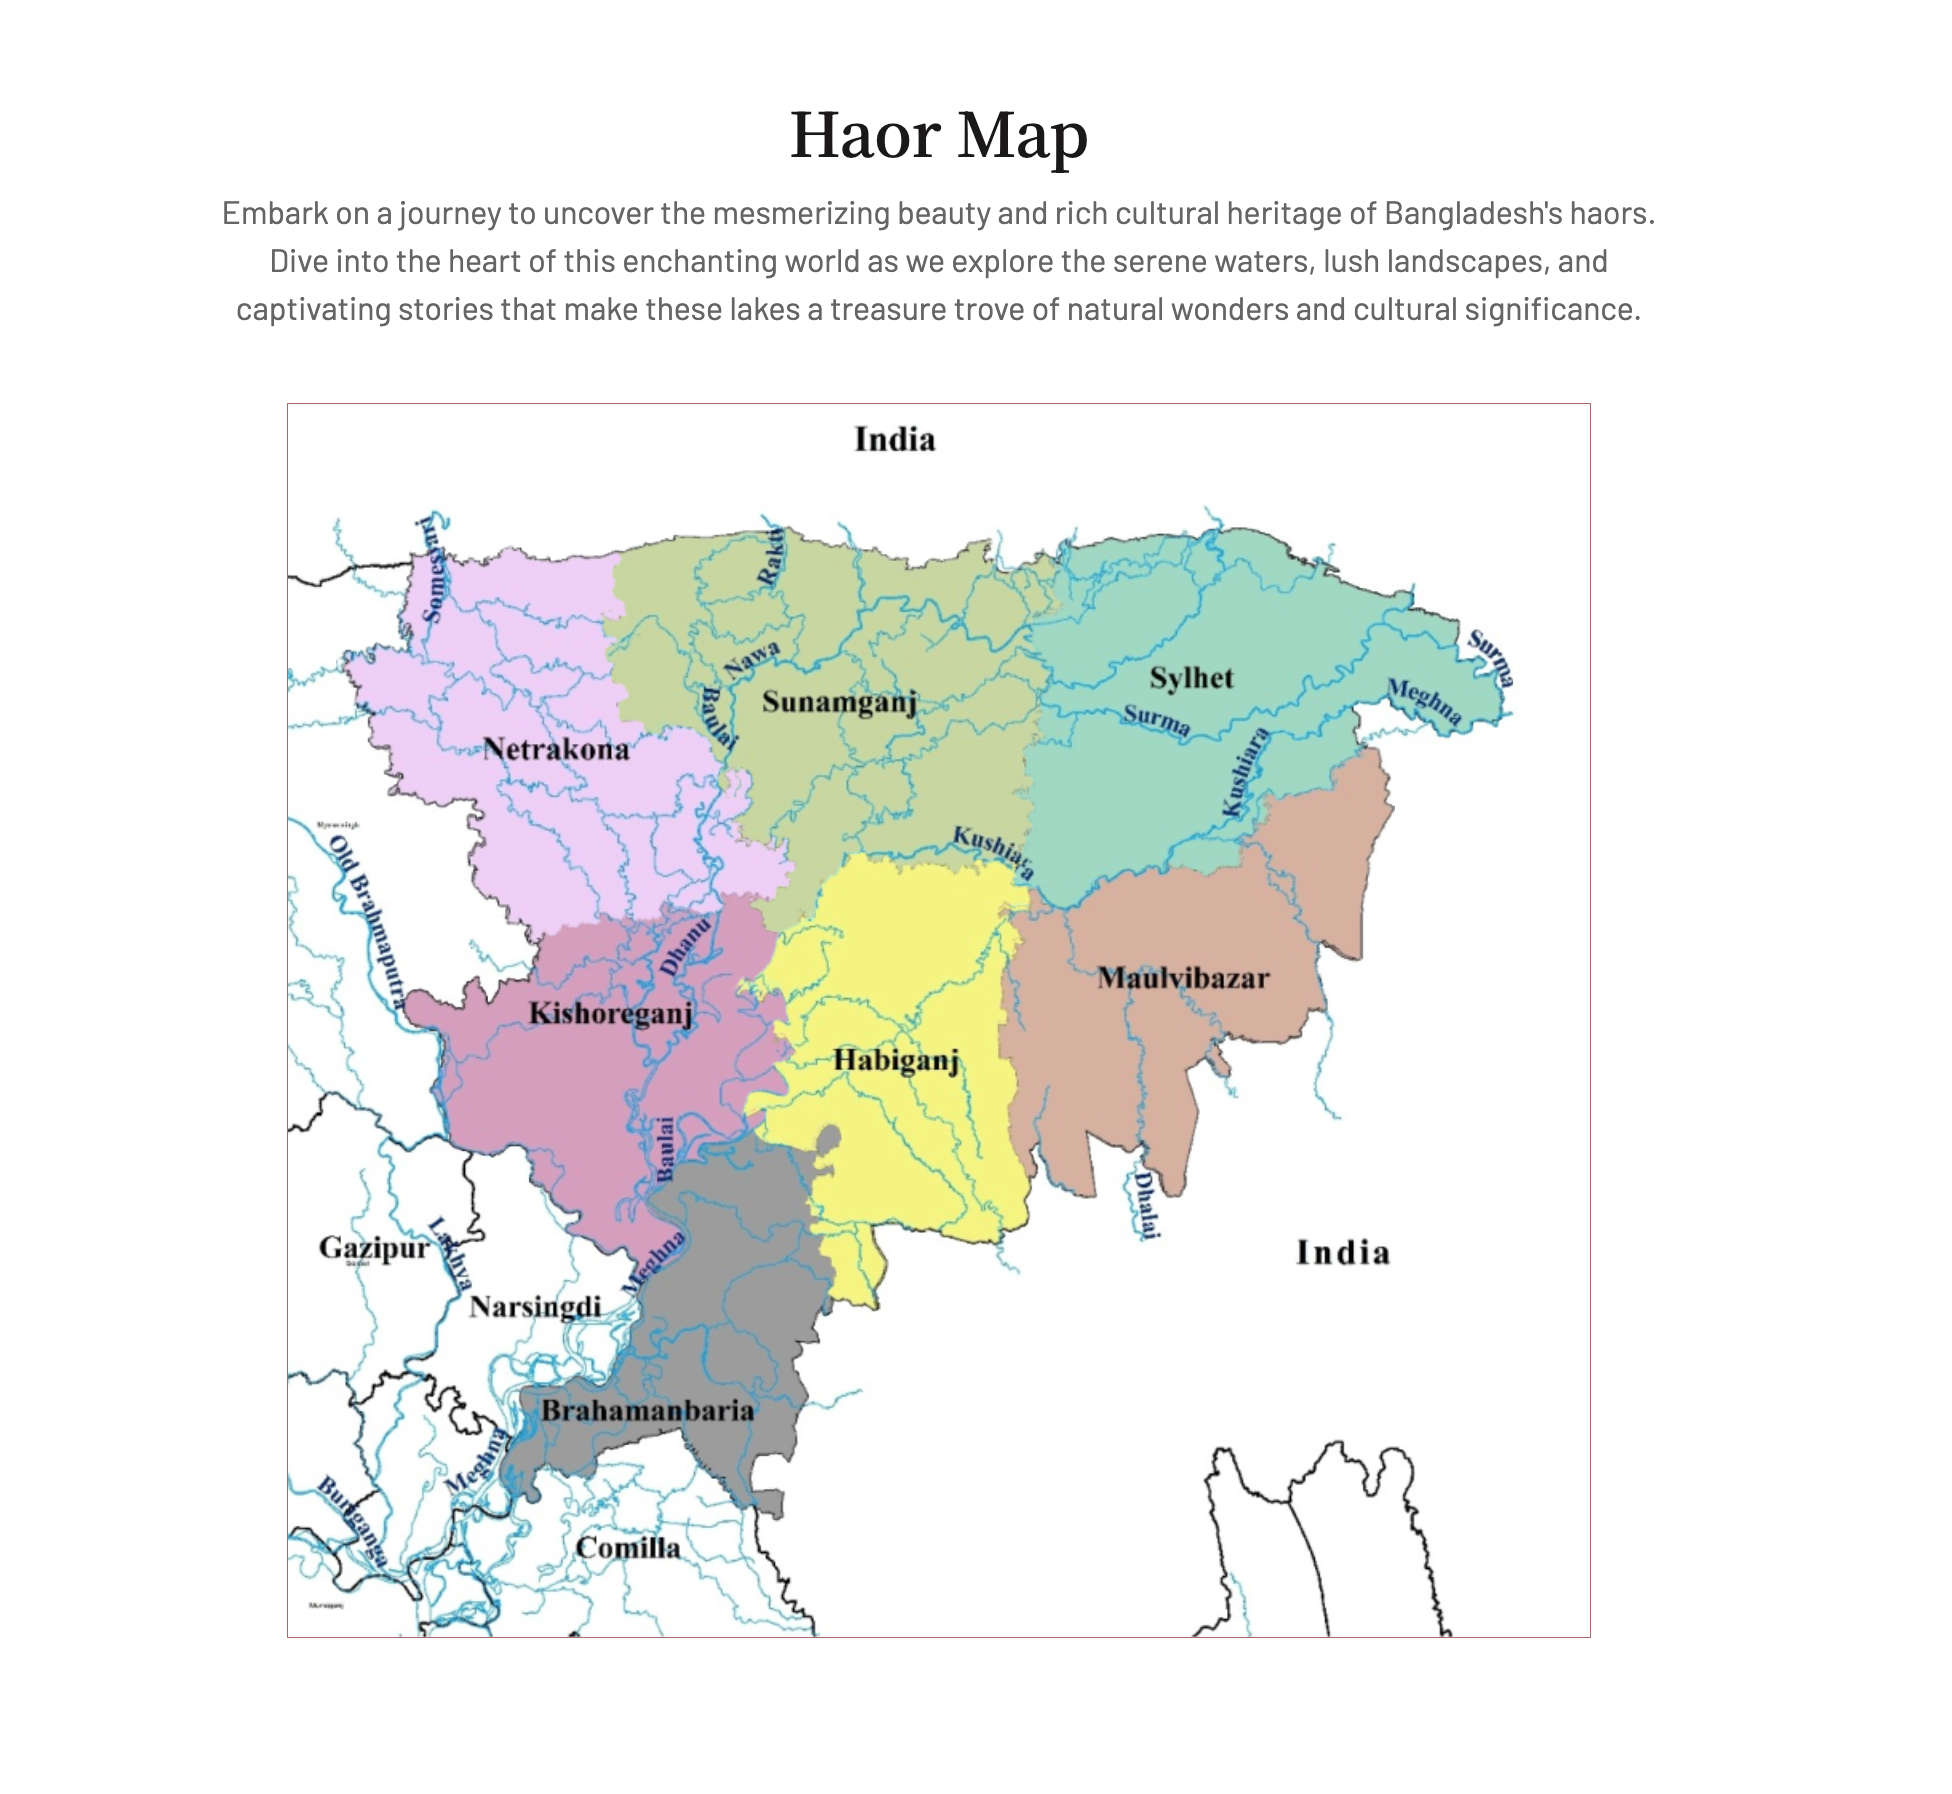 Haor Map
Embark on a journey to uncover the mesmerizing beauty and rich cultural heritage of Bangladesh's haors.
Dive into the heart of this enchanting world as we explore the serene waters, lush landscapes, and
captivating stories that make these lakes a treasure trove of natural wonders and cultural significance.
India
Somesari
Rakti
Surma
Nawa
Sylhet
Baulai
Sunamganj
Meghna
Surma
Netrakona
Kushiara
Kushiara
Old Brahmaputra
Dhanu
Maulvibazar
Kishoreganj
Habiganj
Baulai
Dhalai
Gazipur
Lakhya
Meghna
India
Narsingdi
Brahamanbaria
Meghna
Buriganga
Comilla